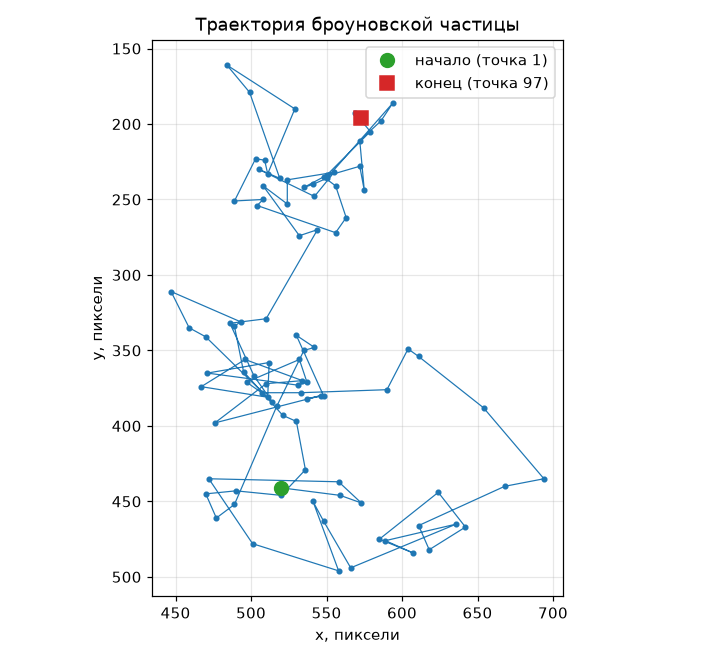 Траектория броуновской частицы
начало (точка 1)
конец (точка 97)
150
200
250
300
350
400
450
500
y, пиксели
450
500
550
600
650
700
x, пиксели